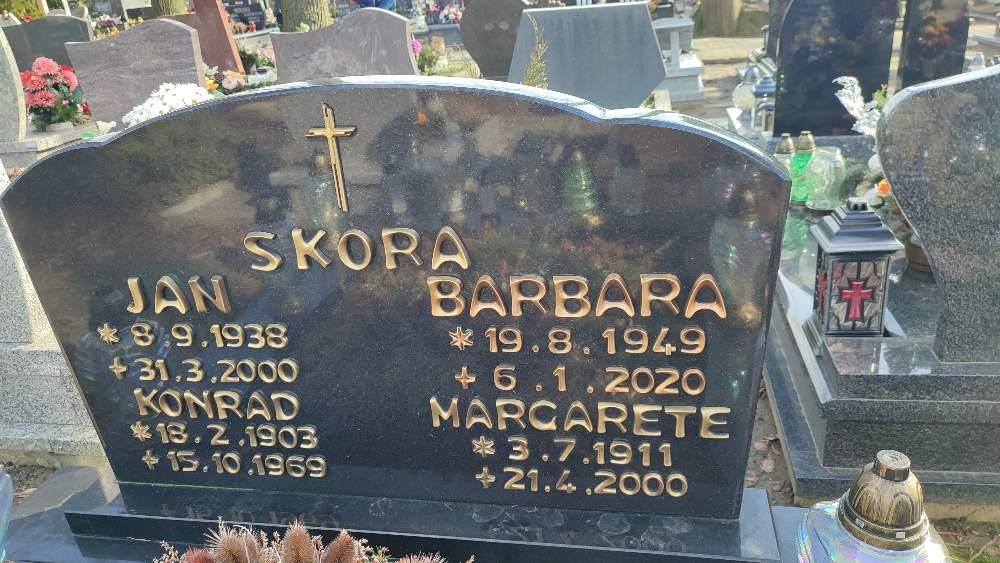 SKORA
JAN
* 8.9.1938
+ 31.3.2000
KONRAD
* 18.2.1903
+ 15.10.1969
BARBARA
* 19.8.1949
+ 6.1.2020
MARGARETE
* 3.7.1911
+ 21.4.2000